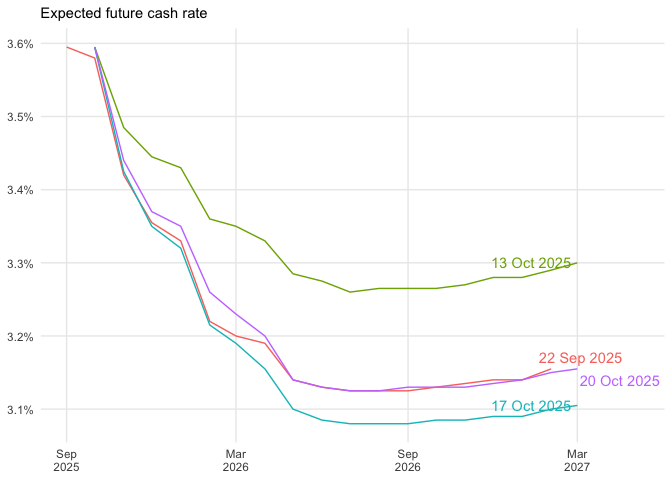 Expected future cash rate
3.6%
3.5%
3.4%
3.3%
3.2%
3.1%
13 Oct 2025
22 Sep 2025
20 Oct 2025
17 Oct 2025
Sep
2025
Mar
2026
Sep
2026
Mar
2027